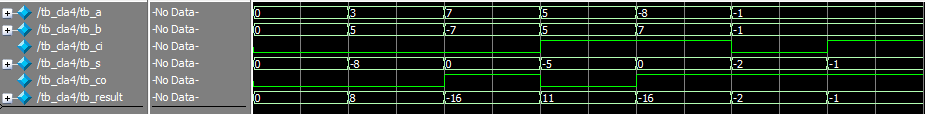 /tb_cla4/tb_a -No Data- 0 3 7 5 -8 -1
/tb_cla4/tb_b -No Data- 0 5 -7 5 7 -1
/tb_cla4/tb_ci -No Data-
/tb_cla4/tb_s -No Data- 0 -8 0 -5 0 -2 -1
/tb_cla4/tb_co -No Data-
/tb_cla4/tb_result -No Data- 0 8 -16 11 -16 -2 -1